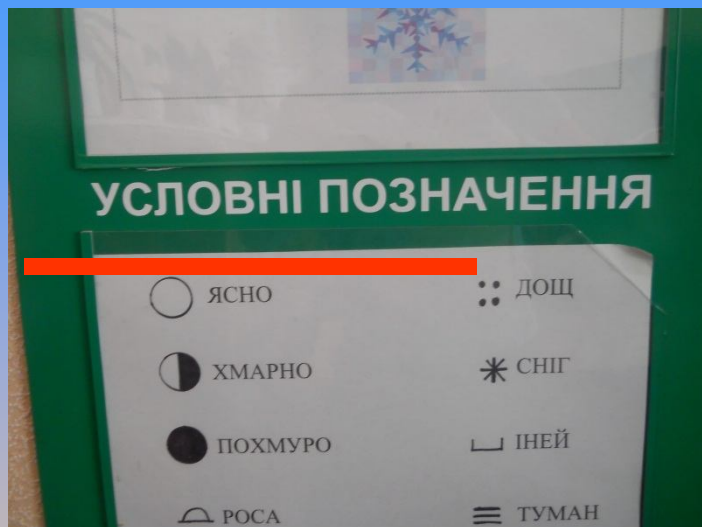 УСЛОВНІ ПОЗНАЧЕННЯ
ЯСНО ДОЩ
ХМАРНО СНІГ
ПОХМУРО ІНЕЙ
РОСА ТУМАН